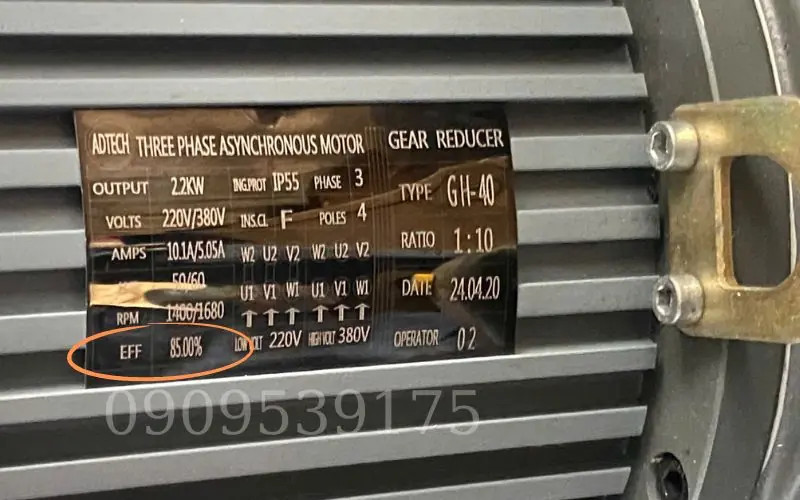 ADTECH THREE PHASE ASYNCHRONOUS MOTOR
OUTPUT 2.2KW ING.PROT IP55 PHASE 3
VOLTS 220V/380V INS.CL F POLES 4
AMPS 10.1A/5.05A W2 U2 V2 W2 U2 V2
50/60 U1 V1 W1 U1 V1 W1
RPM 1400/1680 ↑ ↑ ↑ ↑ ↑ ↑
EFF 85.00% LOW VOLT 220V HIGH VOLT 380V
GEAR REDUCER
TYPE GH-40
RATIO 1:10
DATE 24.04.20
OPERATOR 02
0909539175